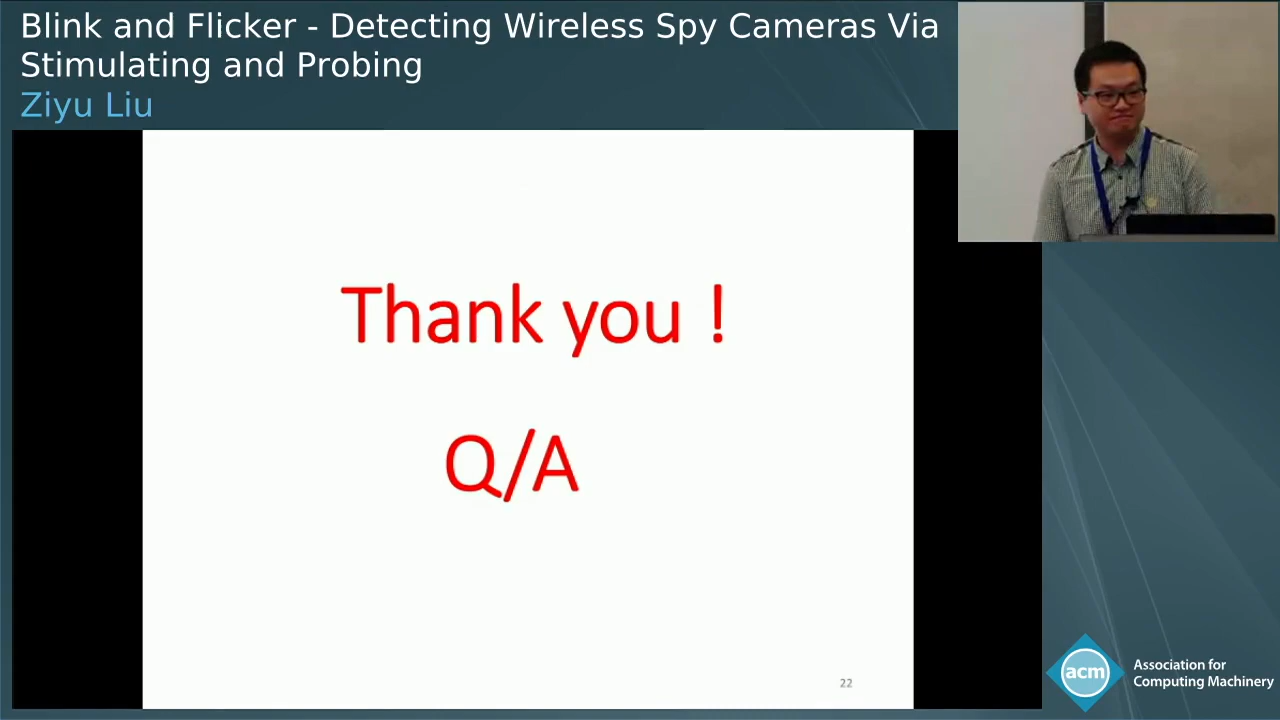 Blink and Flicker - Detecting Wireless Spy Cameras Via
Stimulating and Probing
Ziyu Liu
Thank you !
Q/A
22
acm
Association for
Computing Machinery